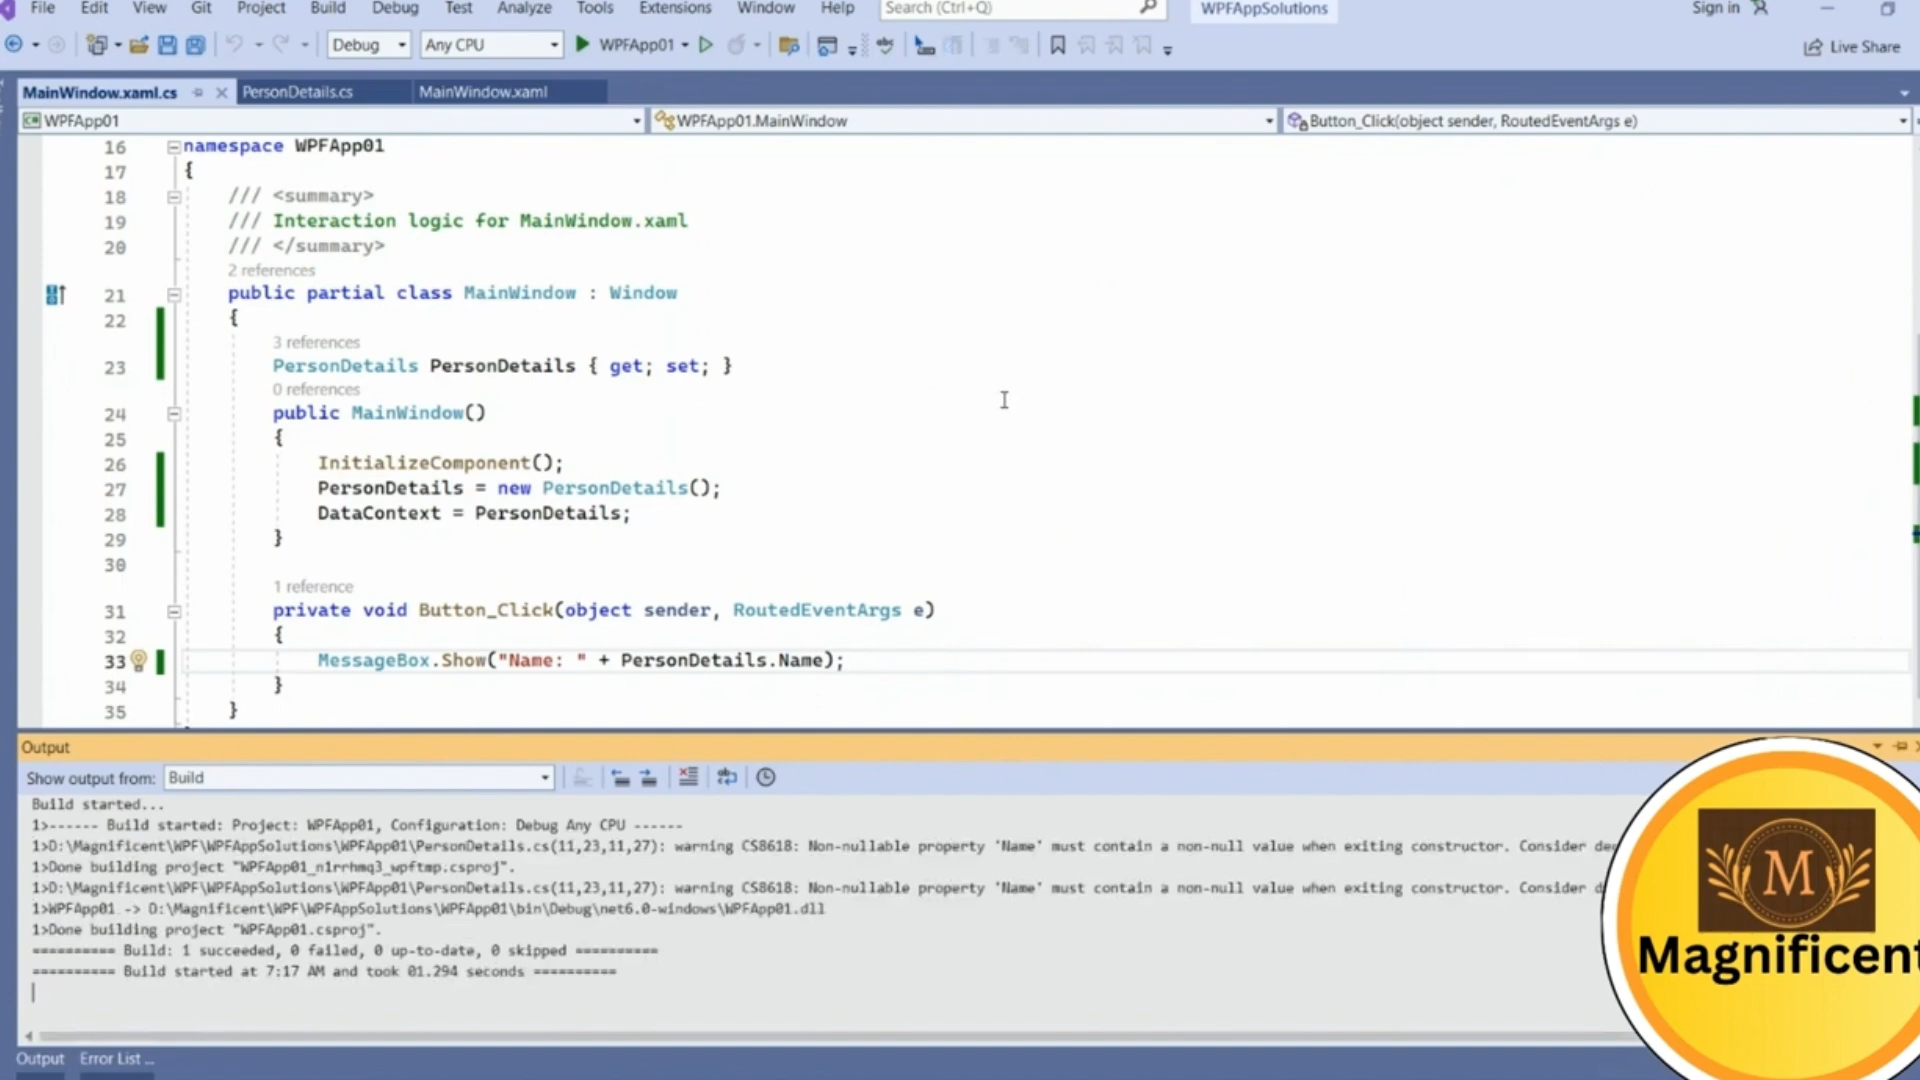 File Edit View Git Project Build Debug Test Analyze Tools Extensions Window Help Search (Ctrl+Q) WPFAppSolutions Sign in
Debug Any CPU WPFApp01 Live Share
MainWindow.xaml.cs PersonDetails.cs MainWindow.xaml
WPFApp01 WPFApp01.MainWindow Button_Click(object sender, RoutedEventArgs e)
16 namespace WPFApp01
17 {
18 /// <summary>
19 /// Interaction logic for MainWindow.xaml
20 /// </summary>
2 references
21 public partial class MainWindow : Window
22 {
3 references
23 PersonDetails PersonDetails { get; set; }
0 references
24 public MainWindow()
25 {
26 InitializeComponent();
27 PersonDetails = new PersonDetails();
28 DataContext = PersonDetails;
29 }
30
1 reference
31 private void Button_Click(object sender, RoutedEventArgs e)
32 {
33 MessageBox.Show("Name: " + PersonDetails.Name);
34 }
35 }
Output
Show output from: Build
Build started...
1>------ Build started: Project: WPFApp01, Configuration: Debug Any CPU ------
1>D:\Magnificent\WPF\WPFAppSolutions\WPFApp01\PersonDetails.cs(11,23,11,27): warning CS8618: Non-nullable property 'Name' must contain a non-null value when exiting constructor. Consider
1>Done building project "WPFApp01_n1rrhmq3_wpftmp.csproj".
1>D:\Magnificent\WPF\WPFAppSolutions\WPFApp01\PersonDetails.cs(11,23,11,27): warning CS8618: Non-nullable property 'Name' must contain a non-null value when exiting constructor. Consider
1>WPFApp01 -> D:\Magnificent\WPF\WPFAppSolutions\WPFApp01\bin\Debug\net6.0-windows\WPFApp01.dll
1>Done building project "WPFApp01.csproj".
========== Build: 1 succeeded, 0 failed, 0 up-to-date, 0 skipped ==========
========== Build started at 7:17 AM and took 01.294 seconds ==========
M
Magnificent
Output Error List ...